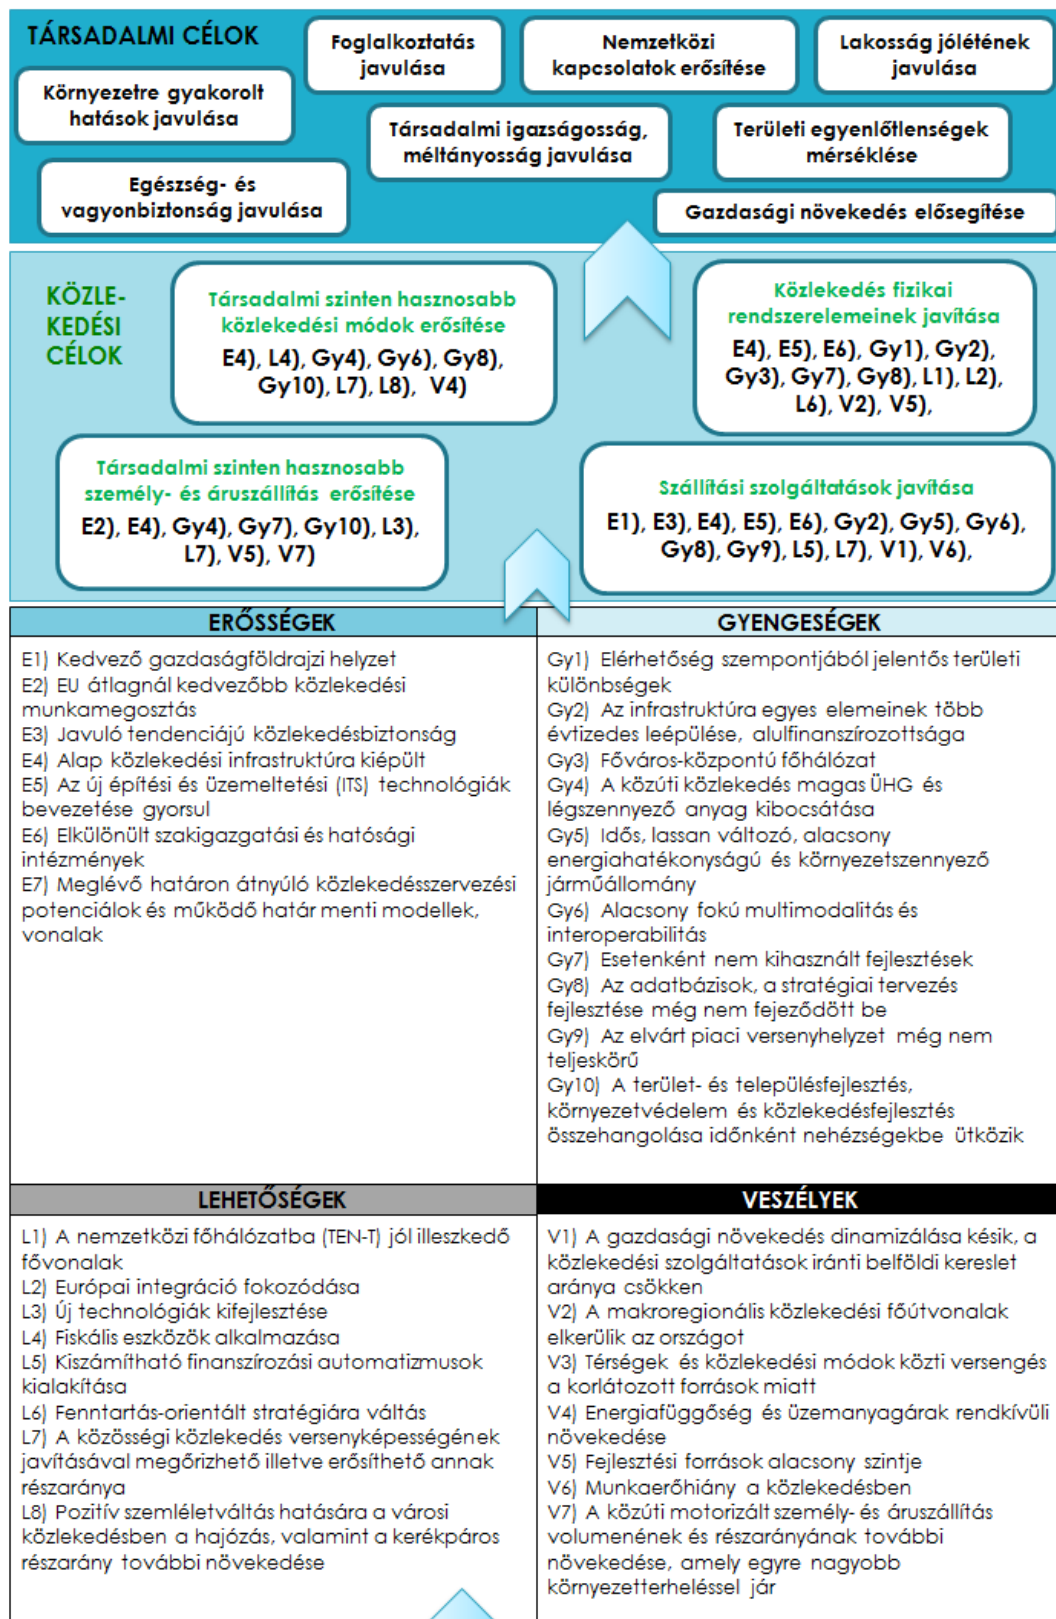 TÁRSADALMI CÉLOK
Foglalkoztatás
javulása
Nemzetközi
kapcsolatok erősítése
Lakosság jólétének
javulása
Környezetre gyakorolt
hatások javulása
Társadalmi igazságosság,
méltányosság javulása
Területi egyenlőtlenségek
mérséklése
Egészség- és
vagyonbiztonság javulása
Gazdasági növekedés elősegítése
KÖZLE-
KEDÉSI
CÉLOK
Társadalmi szinten hasznosabb
közlekedési módok erősítése
E4), L4), Gy4), Gy6), Gy8),
Gy10), L7), L8), V4)
Közlekedés fizikai
rendszerelemeinek javítása
E4), E5), E6), Gy1), Gy2),
Gy3), Gy7), Gy8), L1), L2),
L6), V2), V5),
Társadalmi szinten hasznosabb
személy- és áruszállítás erősítése
E2), E4), Gy4), Gy7), Gy10), L3),
L7), V5), V7)
Szállítási szolgáltatások javítása
E1), E3), E4), E5), E6), Gy2), Gy5), Gy6),
Gy8), Gy9), L5), L7), V1), V6),
ERŐSSÉGEK
E1) Kedvező gazdaságföldrajzi helyzet
E2) EU átlagnál kedvezőbb közlekedési
munkamegosztás
E3) Javuló tendenciájú közlekedésbiztonság
E4) Alap közlekedési infrastruktúra kiépült
E5) Az új építési és üzemeltetési (ITS) technológiák
bevezetése gyorsul
E6) Elkülönült szakigazgatási és hatósági
intézmények
E7) Meglévő határon átnyúló közlekedésszervezési
potenciálok és működő határ menti modellek,
vonalak
GYENGESÉGEK
Gy1) Elérhetőség szempontjából jelentős területi
különbségek
Gy2) Az infrastruktúra egyes elemeinek több
évtizedes leépülése, alulfinanszírozottsága
Gy3) Főváros-központú főhálózat
Gy4) A közúti közlekedés magas ÜHG és
légszennyező anyag kibocsátása
Gy5) Idős, lassan változó, alacsony
energiahatékonyságú és környezetszennyező
járműállomány
Gy6) Alacsony fokú multimodalitás és
interoperabilitás
Gy7) Esetenként nem kihasznált fejlesztések
Gy8) Az adatbázisok, a stratégiai tervezés
fejlesztése még nem fejeződött be
Gy9) Az elvárt piaci versenyhelyzet még nem
teljeskörű
Gy10) A terület- és településfejlesztés,
környezetvédelem és közlekedésfejlesztés
összehangolása időnként nehézségekbe ütközik
LEHETŐSÉGEK
L1) A nemzetközi főhálózatba (TEN-T) jól illeszkedő
fővonalak
L2) Európai integráció fokozódása
L3) Új technológiák kifejlesztése
L4) Fiskális eszközök alkalmazása
L5) Kiszámítható finanszírozási automatizmusok
kialakítása
L6) Fenntartás-orientált stratégiára váltás
L7) A közösségi közlekedés versenyképességének
javításával megőrizhető illetve erősíthető annak
részaránya
L8) Pozitív szemléletváltás hatására a városi
közlekedésben a hajózás, valamint a kerékpáros
részarány további növekedése
VESZÉLYEK
V1) A gazdasági növekedés dinamizálása késik, a
közlekedési szolgáltatások iránti belföldi kereslet
aránya csökken
V2) A makroregionális közlekedési főútvonalak
elkerülik az országot
V3) Térségek és közlekedési módok közti versengés
a korlátozott források miatt
V4) Energiafüggőség és üzemanyagárak rendkívüli
növekedése
V5) Fejlesztési források alacsony szintje
V6) Munkaerőhiány a közlekedésben
V7) A közúti motorizált személy- és áruszállítás
volumenének és részarányának további
növekedése, amely egyre nagyobb
környezetterheléssel jár